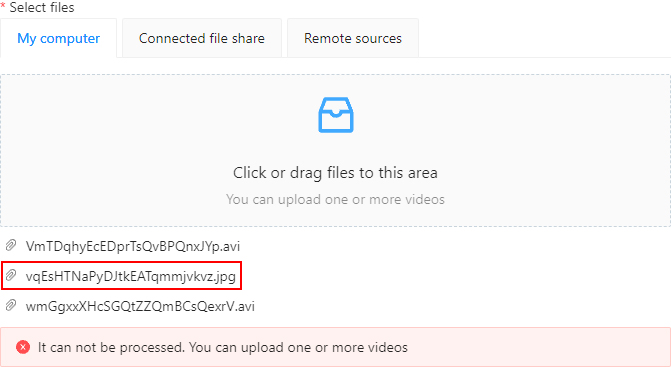 * Select files
My computer Connected file share Remote sources
Click or drag files to this area
You can upload one or more videos
VmTDqhyEcEDprTsQvBPQnxJYp.avi
vqEsHTNaPyDJtkEATqmmjvkvz.jpg
wmGgxxXHcSGQtZZQmBCsQexrV.avi
It can not be processed. You can upload one or more videos